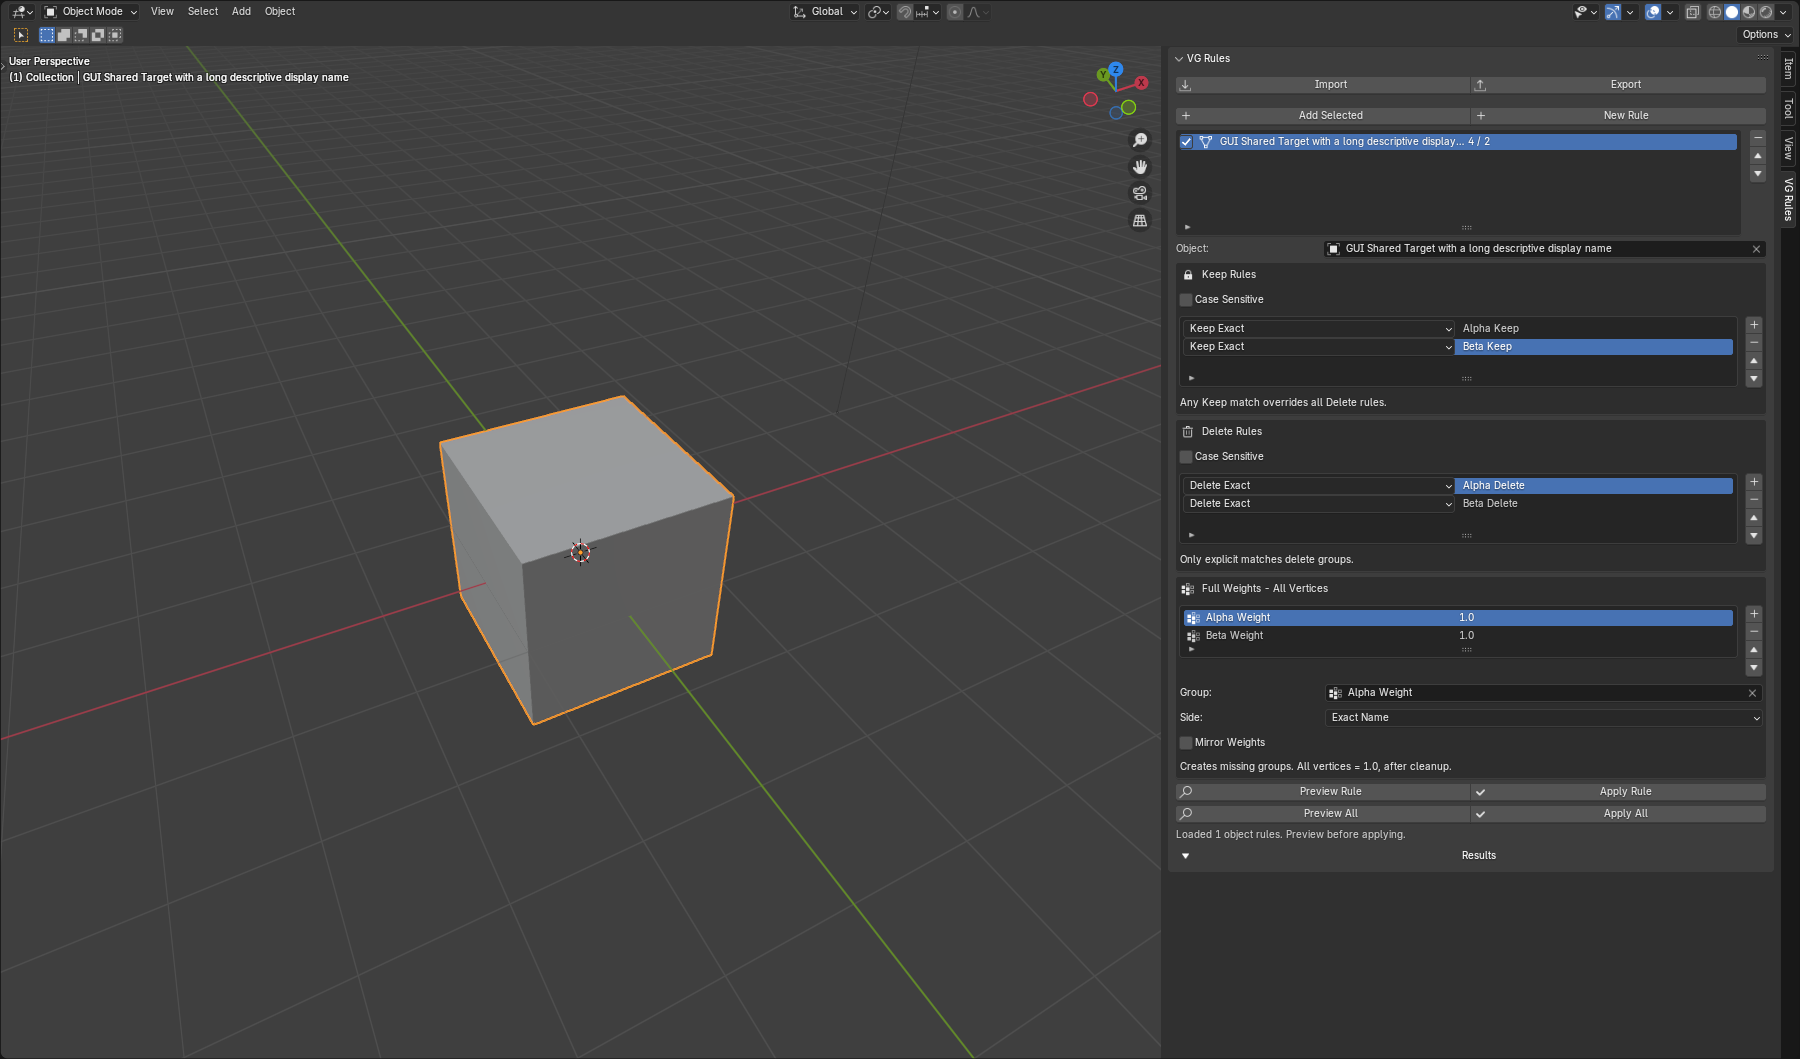 Object Mode View Select Add Object Global
Options
User Perspective
(1) Collection | GUI Shared Target with a long descriptive display name
Z
Y
X
VG Rules
Import Export
Add Selected New Rule
GUI Shared Target with a long descriptive display... 4 / 2
Object: GUI Shared Target with a long descriptive display name
Keep Rules
Case Sensitive
Keep Exact Alpha Keep
Keep Exact Beta Keep
Any Keep match overrides all Delete rules.
Delete Rules
Case Sensitive
Delete Exact Alpha Delete
Delete Exact Beta Delete
Only explicit matches delete groups.
Full Weights - All Vertices
Alpha Weight 1.0
Beta Weight 1.0
Group: Alpha Weight
Side: Exact Name
Mirror Weights
Creates missing groups. All vertices = 1.0, after cleanup.
Preview Rule Apply Rule
Preview All Apply All
Loaded 1 object rules. Preview before applying.
Results
Item
Tool
View
VG Rules